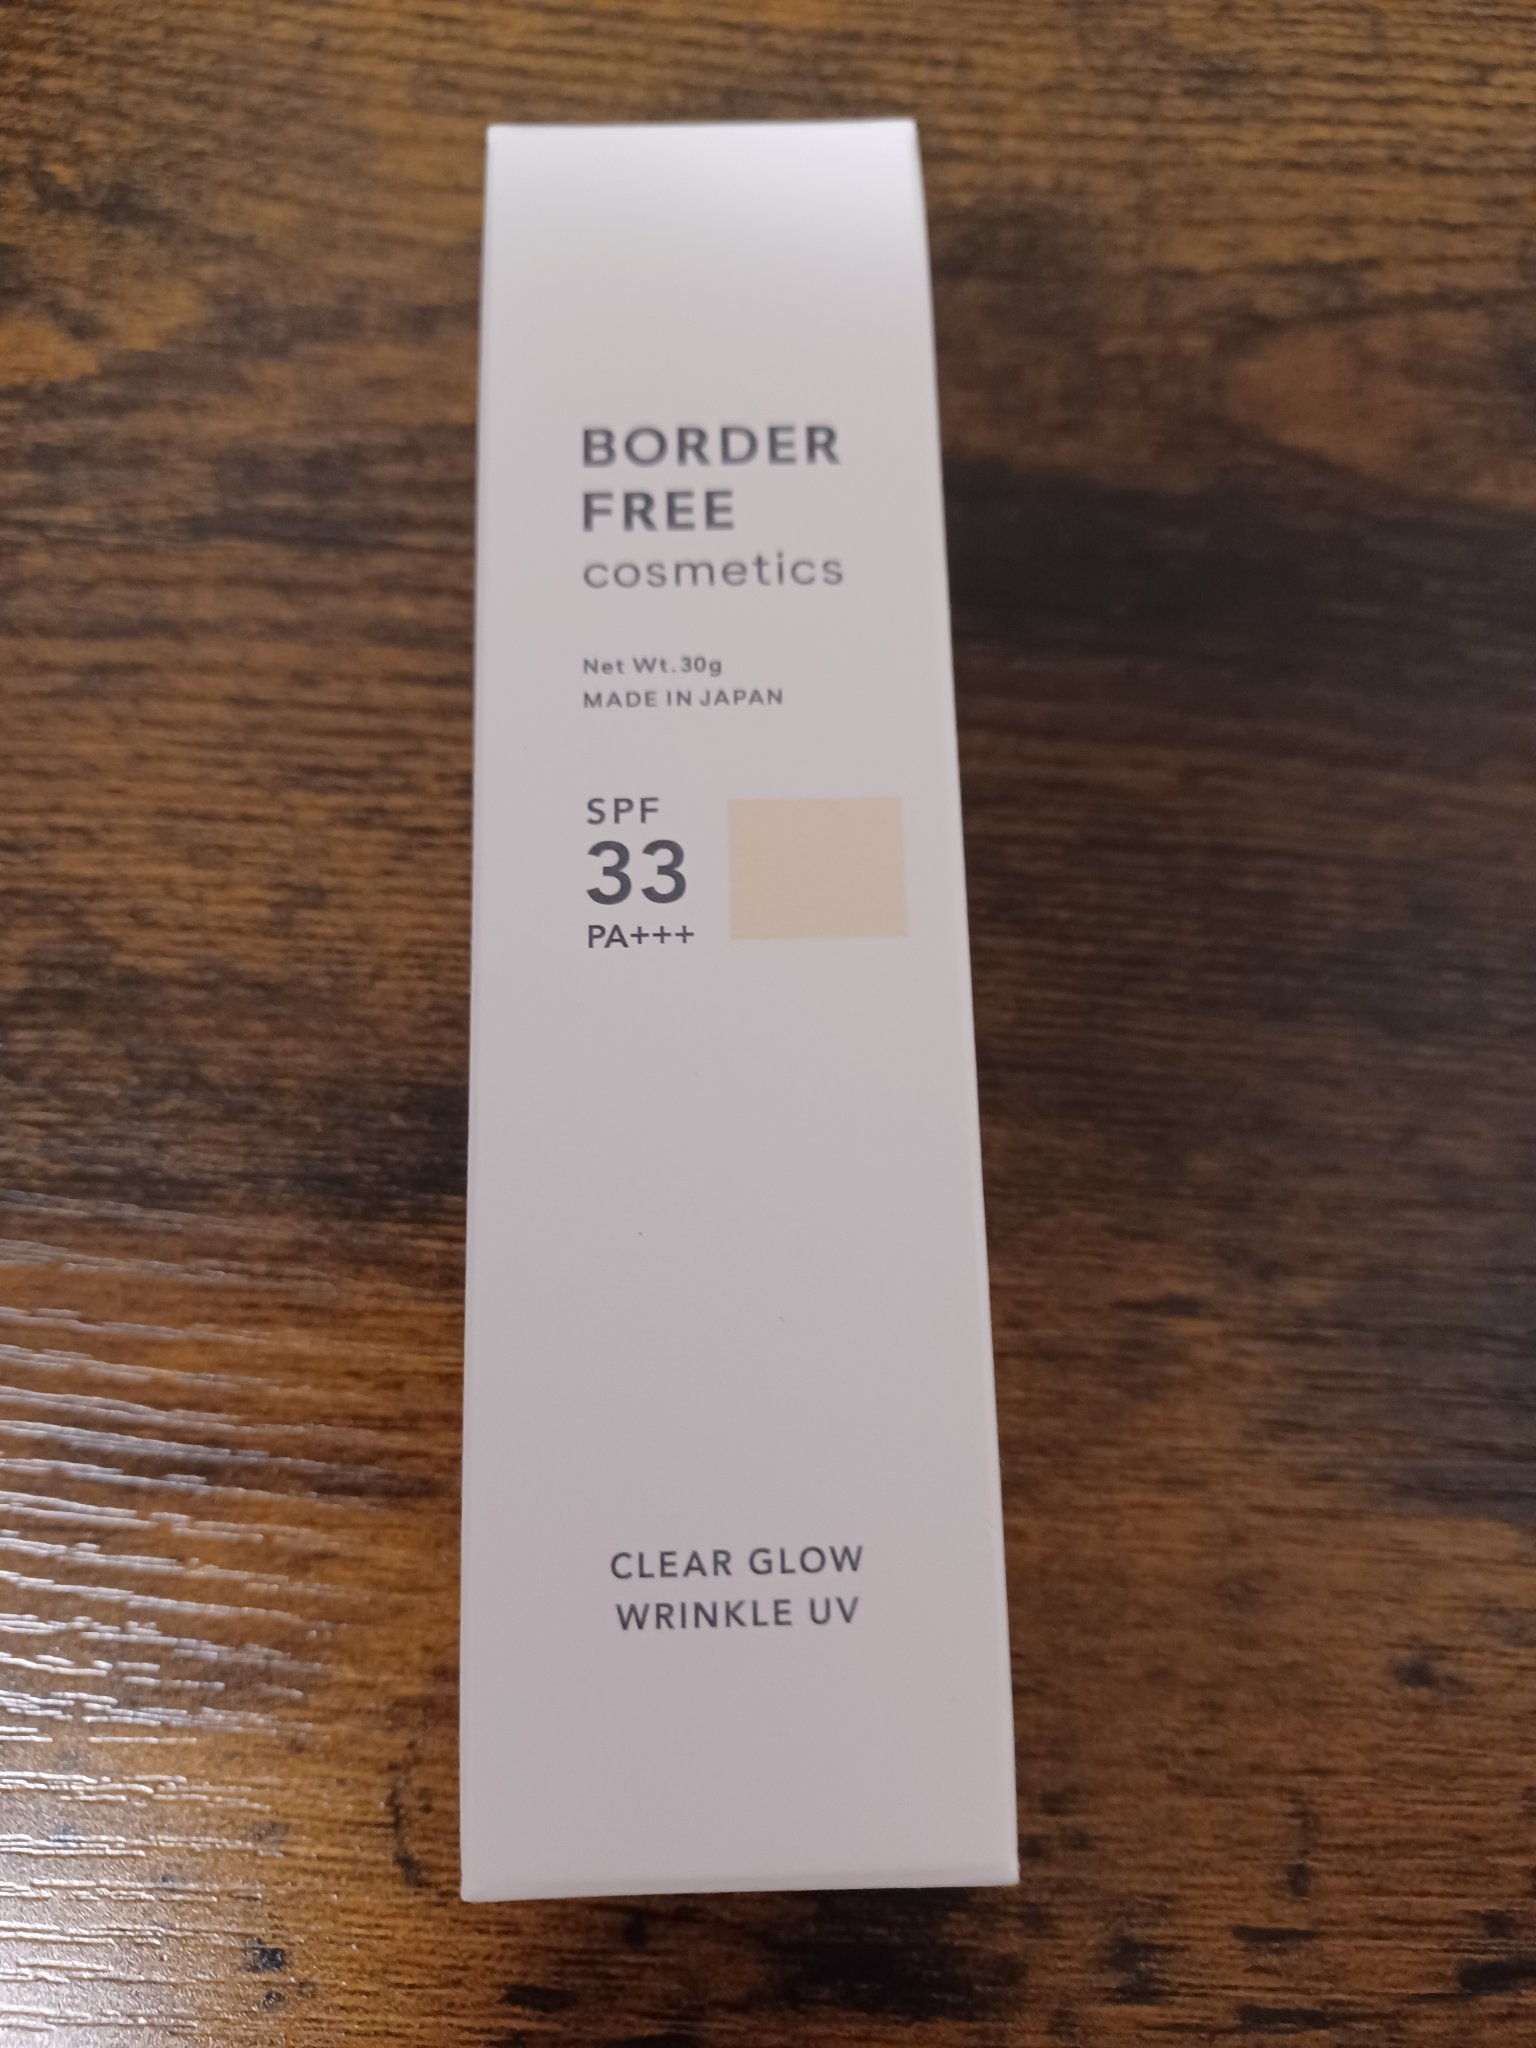 BORDER
FREE
cosmetics
Net Wt. 30g
MADE IN JAPAN
SPF
33
PA+++
CLEAR GLOW
WRINKLE UV